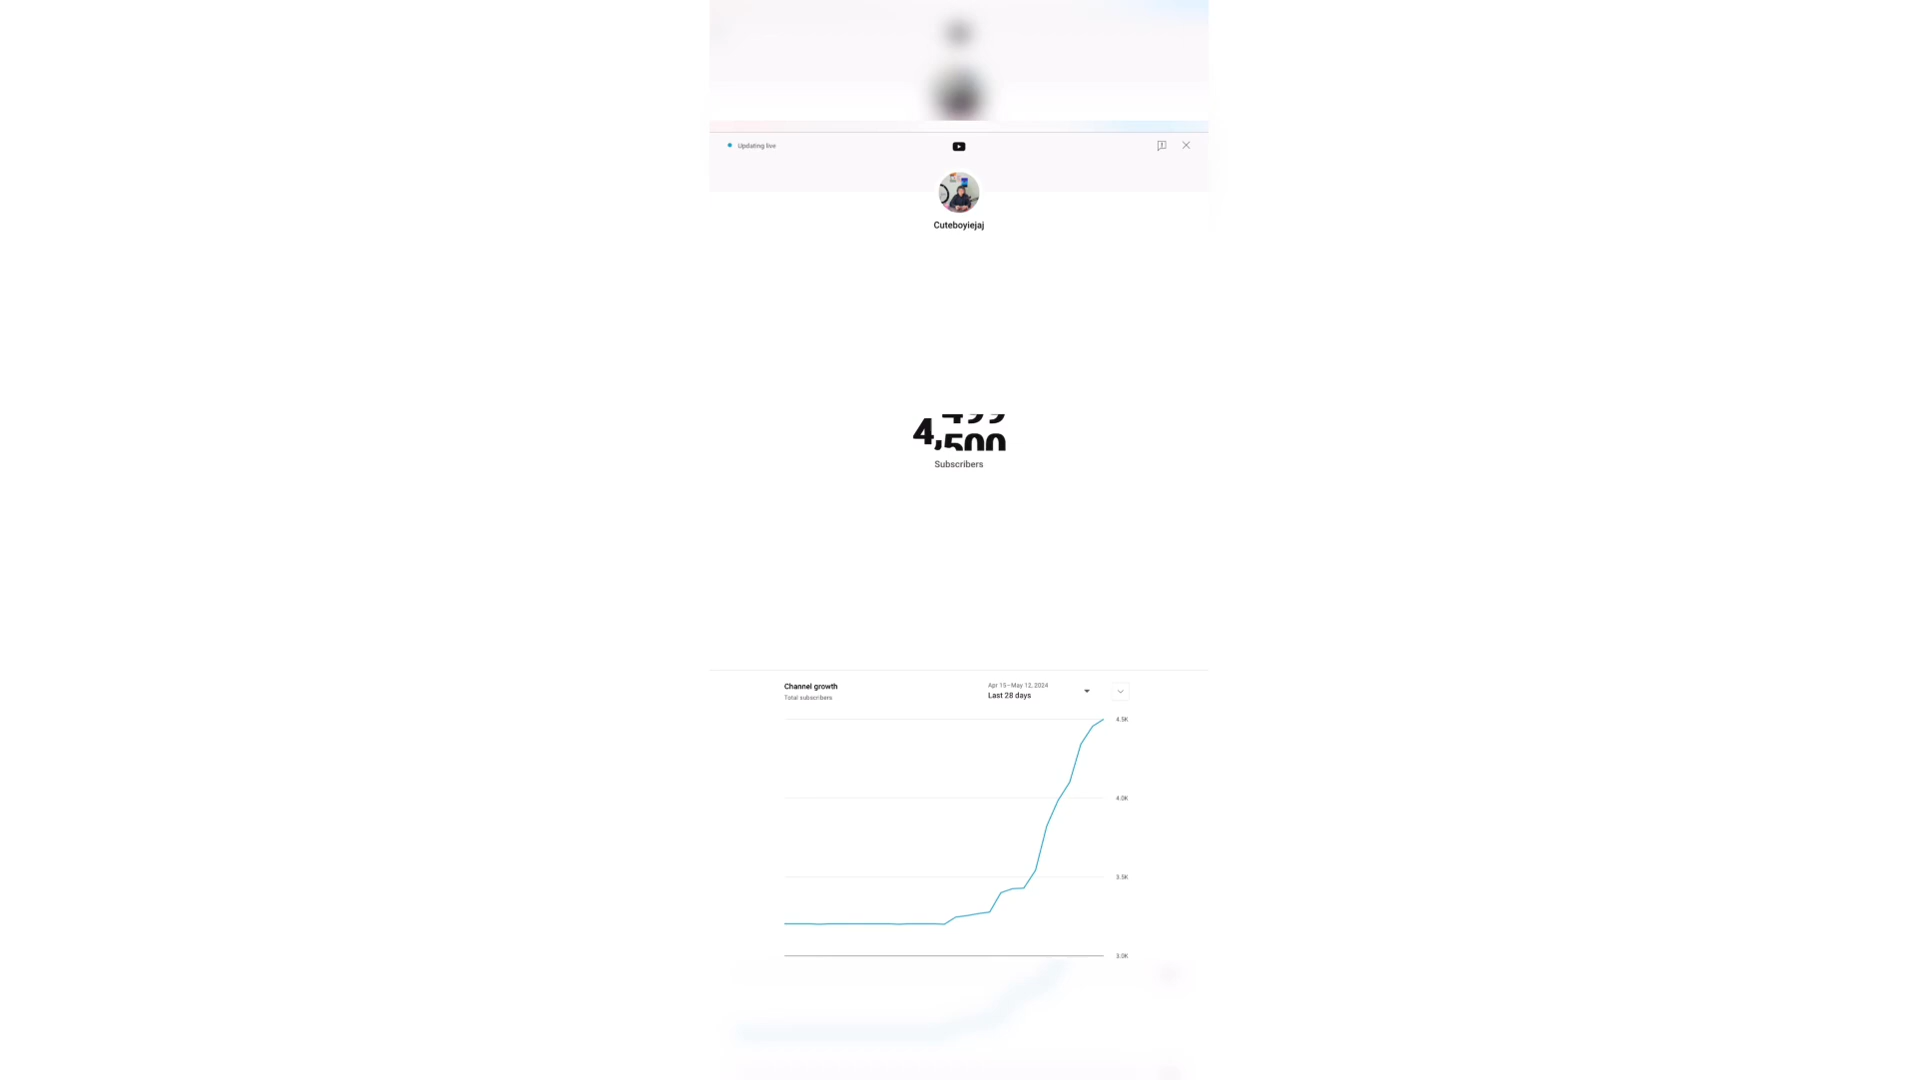 Updating live
Cuteboyiejaj
4,499
500
Subscribers
Channel growth
Total subscribers
Apr 15–May 12, 2024
Last 28 days
4.5K
4.0K
3.5K
3.0K